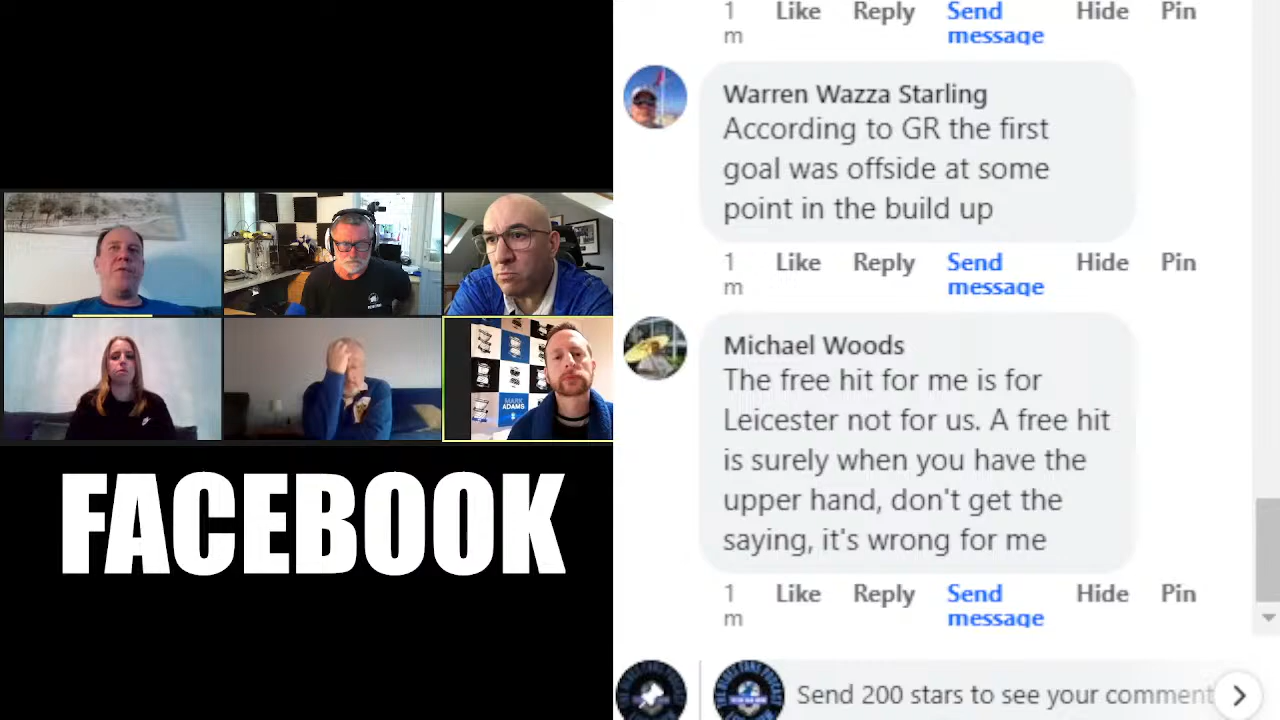 1
m
Like
Reply
Send
message
Hide
Pin
Warren Wazza Starling
According to GR the first
goal was offside at some
point in the build up
1
m
Like
Reply
Send
message
Hide
Pin
Michael Woods
The free hit for me is for
Leicester not for us. A free hit
is surely when you have the
upper hand, don't get the
saying, it's wrong for me
1
m
Like
Reply
Send
message
Hide
Pin
Send 200 stars to see your comment
MARK
ADAMS
FACEBOOK